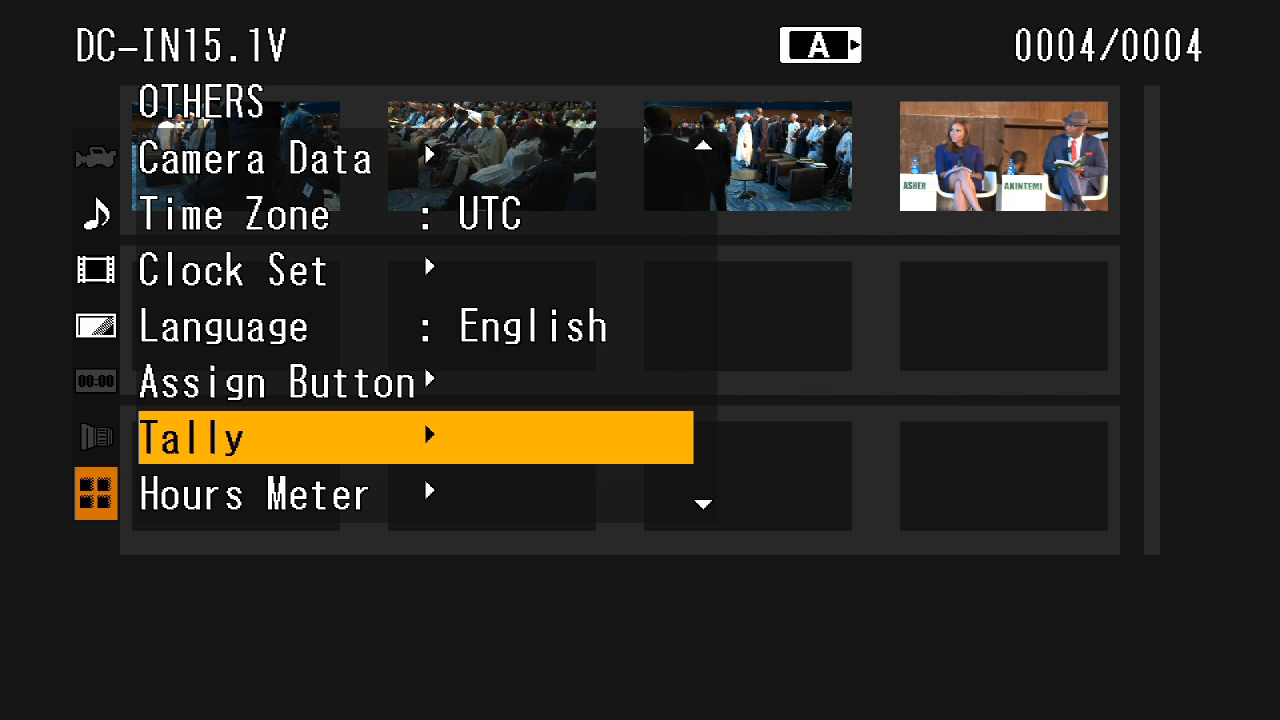 DC-IN15.1V A 0004/0004
OTHERS
Camera Data
Time Zone : UTC
Clock Set
Language : English
00:00 Assign Button
Tally
Hours Meter
ASHER AKINTEMI